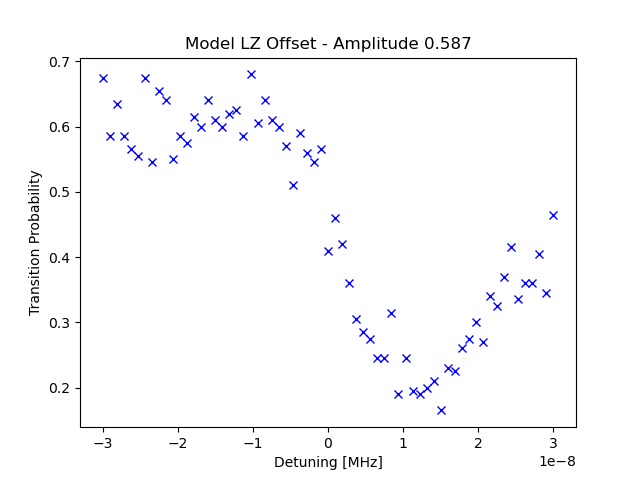 Model LZ Offset - Amplitude 0.587
Transition Probability
0.7
0.6
0.5
0.4
0.3
0.2
−3 −2 −1 0 1 2 3
1e−8
Detuning [MHz]